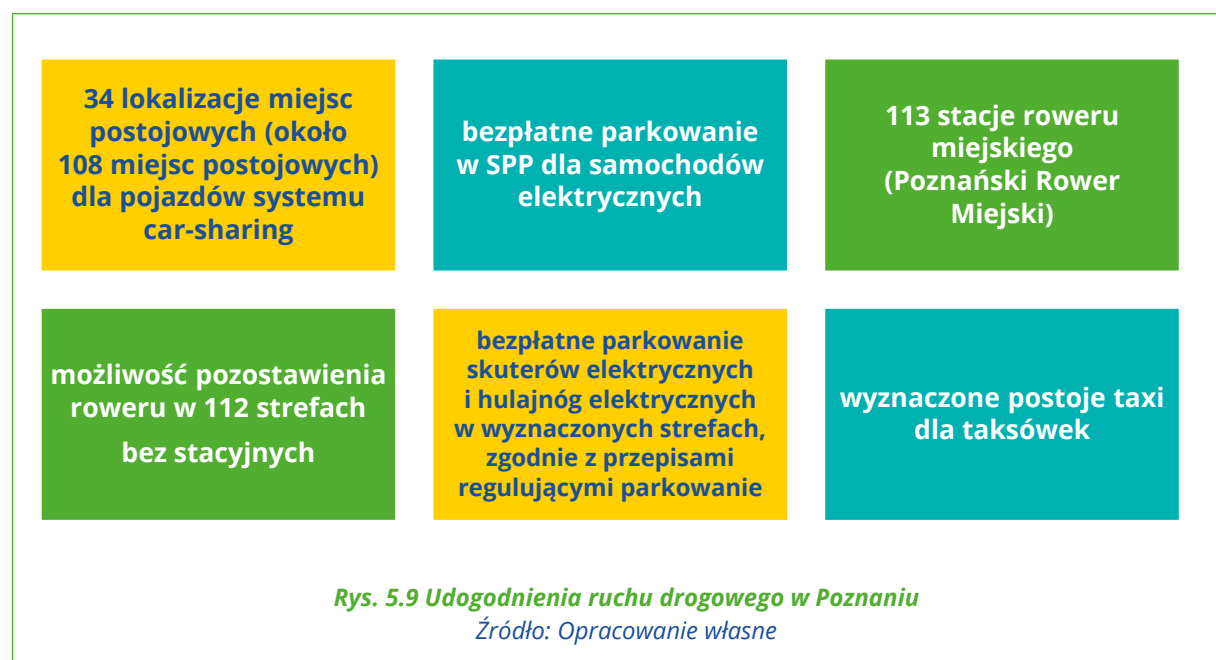 34 lokalizacje miejsc
postojowych (około
108 miejsc postojowych)
dla pojazdów systemu
car-sharing
bezpłatne parkowanie
w SPP dla samochodów
elektrycznych
113 stacje roweru
miejskiego
(Poznański Rower
Miejski)
możliwość pozostawienia
roweru w 112 strefach
bez stacyjnych
bezpłatne parkowanie
skuterów elektrycznych
i hulajnóg elektrycznych
w wyznaczonych strefach,
zgodnie z przepisami
regulującymi parkowanie
wyznaczone postoje taxi
dla taksówek
Rys. 5.9 Udogodnienia ruchu drogowego w Poznaniu
Źródło: Opracowanie własne